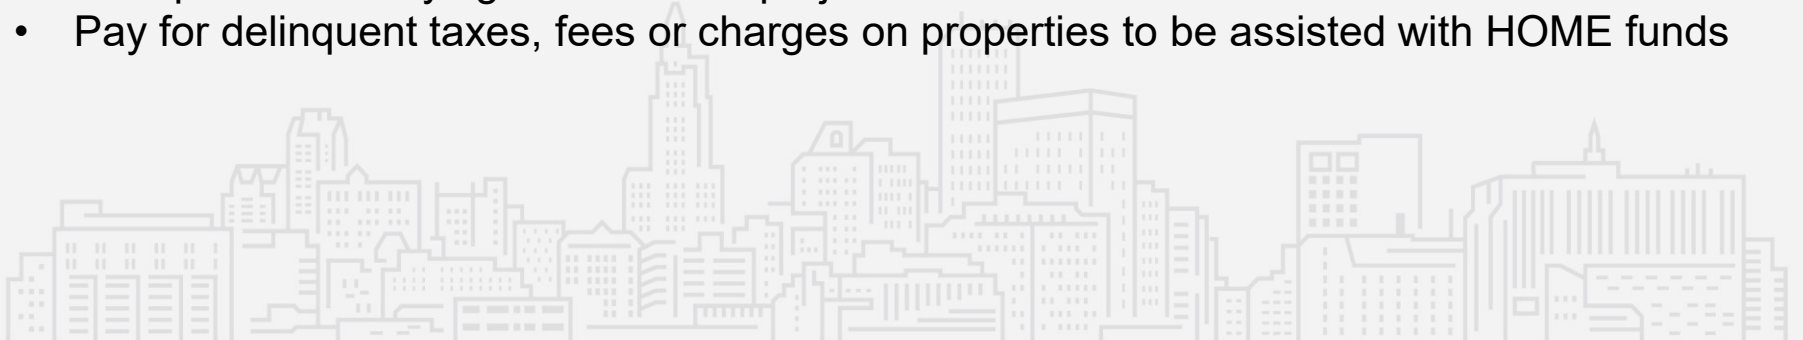 • Pay for delinquent taxes, fees or charges on properties to be assisted with HOME funds